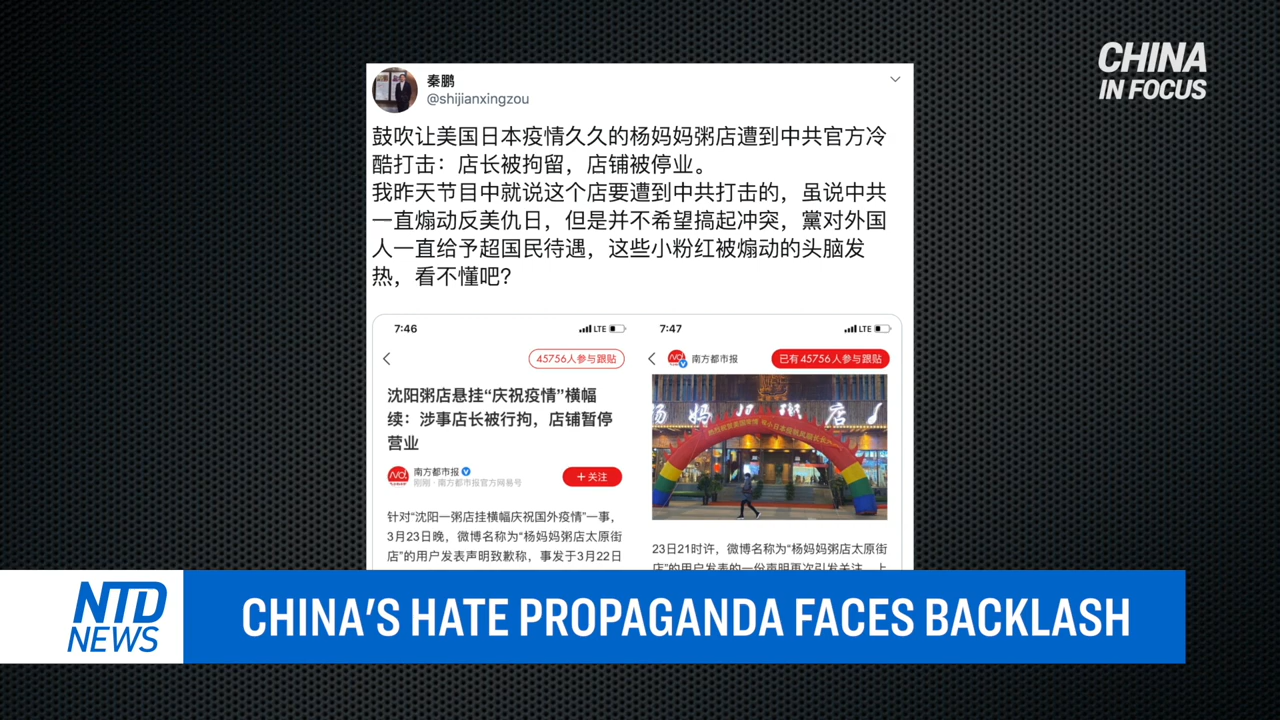 CHINA
IN FOCUS
秦鹏
@shijianxingzou
鼓吹让美国日本疫情久久的杨妈妈粥店遭到中共官方冷
酷打击：店长被拘留，店铺被停业。
我昨天节目中就说这个店要遭到中共打击的，虽说中共
一直煽动反美仇日，但是并不希望搞起冲突，黨对外国
人一直给予超国民待遇，这些小粉红被煽动的头脑发
热，看不懂吧？
7:46
LTE
45756人参与跟贴
沈阳粥店悬挂“庆祝疫情”横幅
续：涉事店长被行拘，店铺暂停
营业
南方都市报
刚刚·南方都市报官方网易号
+关注
针对“沈阳一粥店挂横幅庆祝国外疫情”一事，
3月23日晚，微博名称为“杨妈妈粥店太原街
店”的用户发表声明致歉称，事发于3月22日
7:47
LTE
南方都市报
已有45756人参与跟贴
杨妈妈粥店
23日21时许，微博名称为“杨妈妈粥店太原街
店”的用户发表的一份声明再次引发关注。上
NTD
NEWS
CHINA'S HATE PROPAGANDA FACES BACKLASH